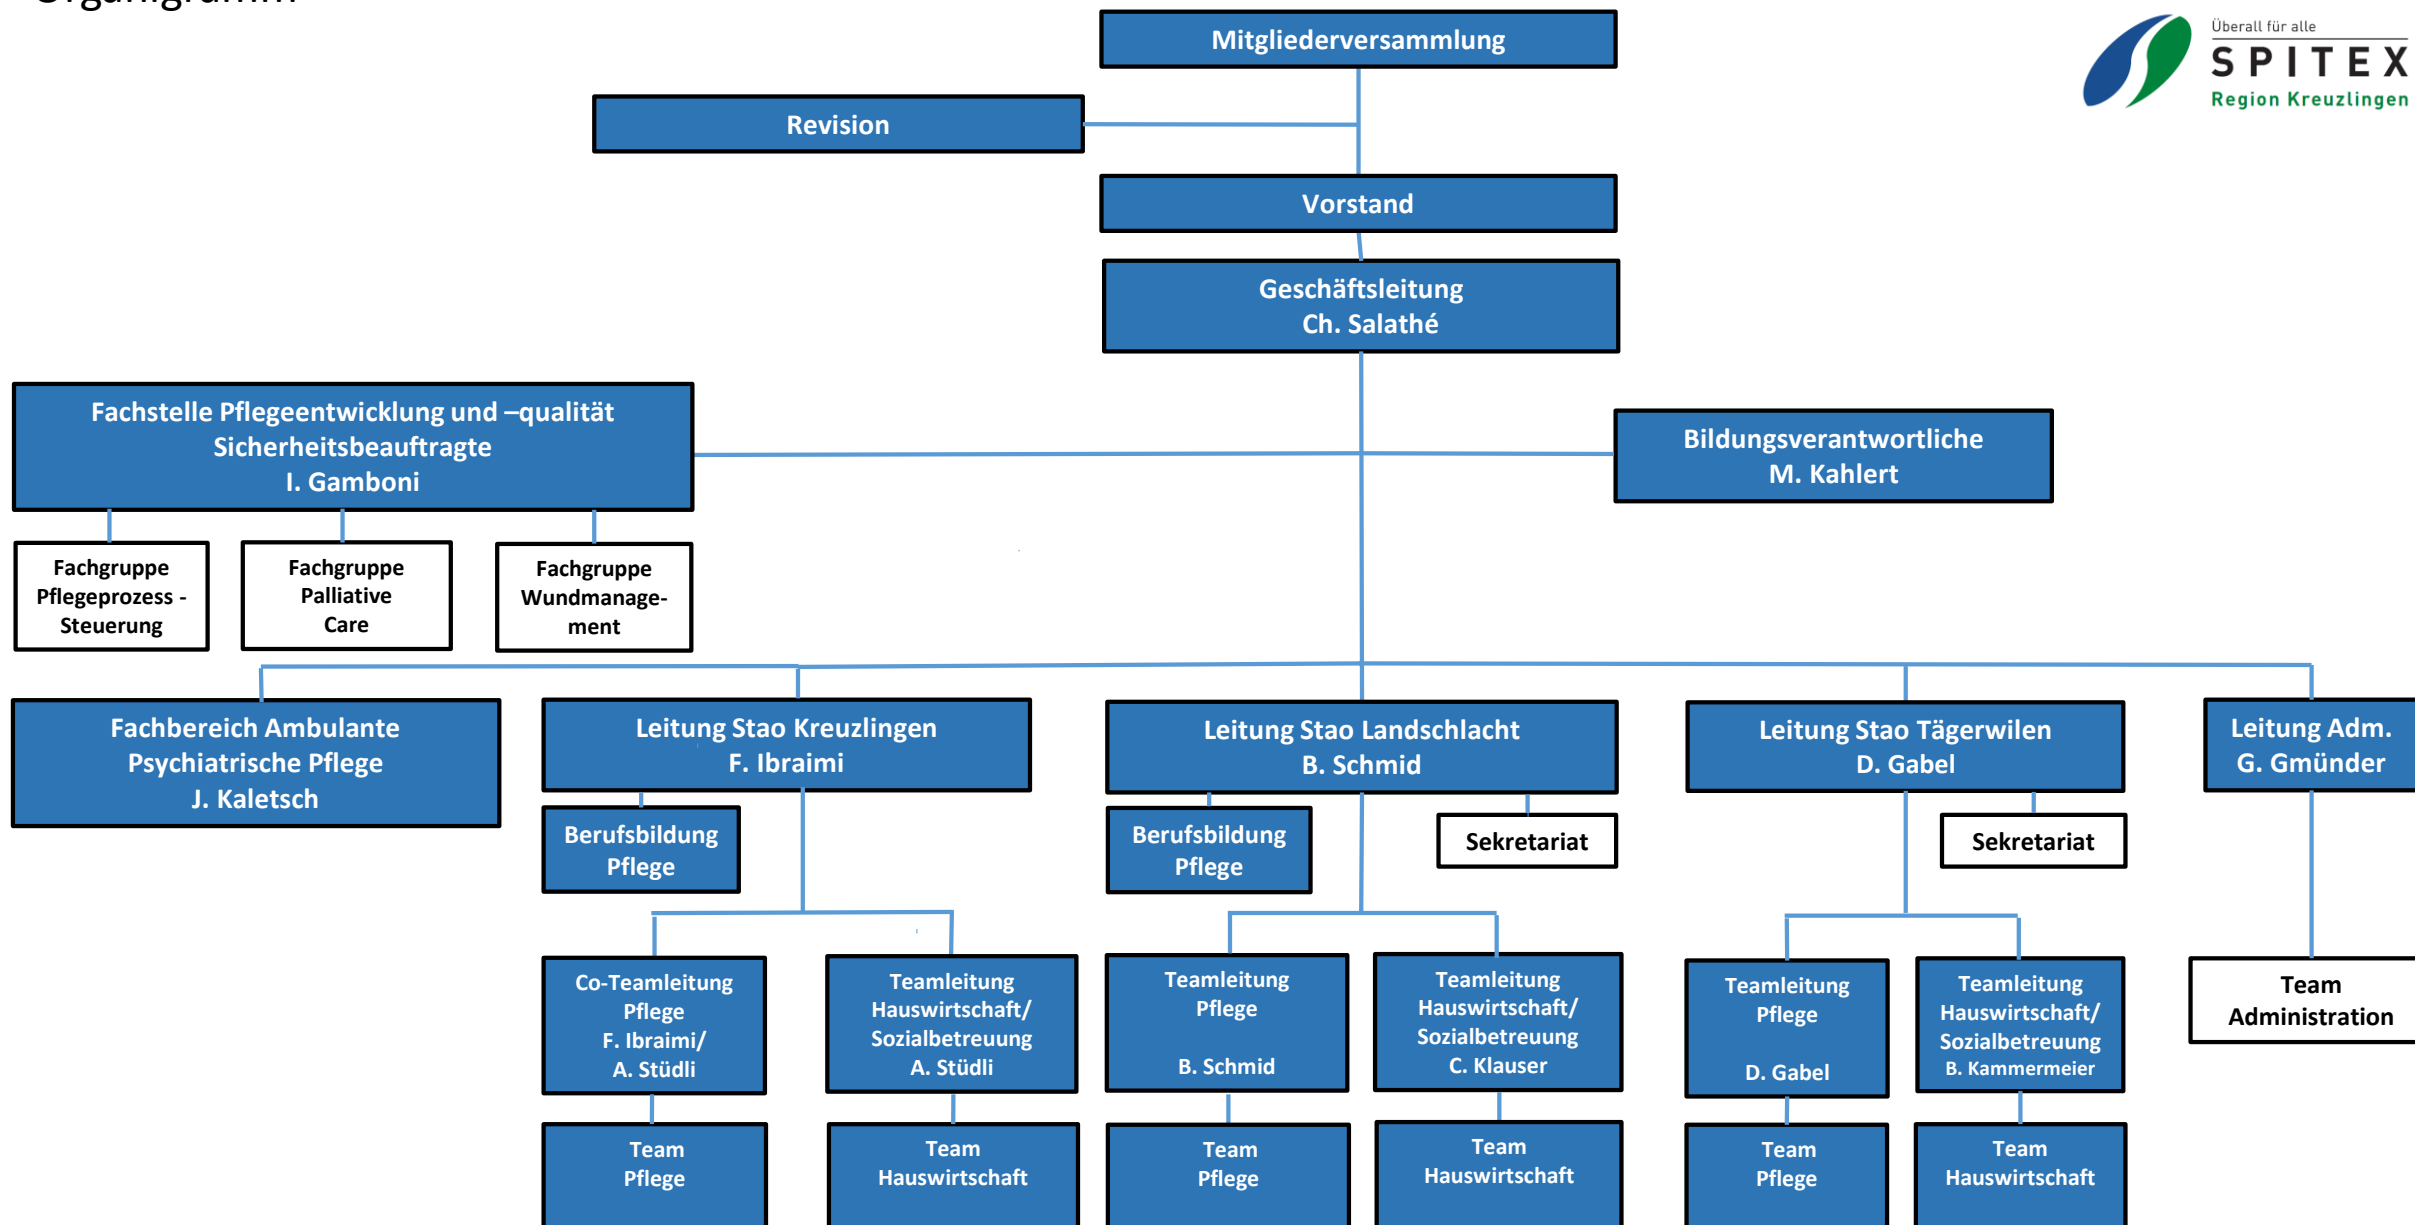 Organigramm
Überall für alle
SPITEX
Region Kreuzlingen
Mitgliederversammlung
Revision
Vorstand
Geschäftsleitung
Ch. Salathé
Fachstelle Pflegeentwicklung und –qualität
Sicherheitsbeauftragte
I. Gamboni
Bildungsverantwortliche
M. Kahlert
Fachgruppe
Pflegeprozess -
Steuerung
Fachgruppe
Palliative
Care
Fachgruppe
Wundmanage-
ment
Fachbereich Ambulante
Psychiatrische Pflege
J. Kaletsch
Leitung Stao Kreuzlingen
F. Ibraimi
Leitung Stao Landschlacht
B. Schmid
Leitung Stao Tägerwilen
D. Gabel
Leitung Adm.
G. Gmünder
Berufsbildung
Pflege
Berufsbildung
Pflege
Sekretariat
Sekretariat
Co-Teamleitung
Pflege
F. Ibraimi/
A. Stüdli
Teamleitung
Hauswirtschaft/
Sozialbetreuung
A. Stüdli
Teamleitung
Pflege
B. Schmid
Teamleitung
Hauswirtschaft/
Sozialbetreuung
C. Klauser
Teamleitung
Pflege
D. Gabel
Teamleitung
Hauswirtschaft/
Sozialbetreuung
B. Kammermeier
Team
Administration
Team
Pflege
Team
Hauswirtschaft
Team
Pflege
Team
Hauswirtschaft
Team
Pflege
Team
Hauswirtschaft